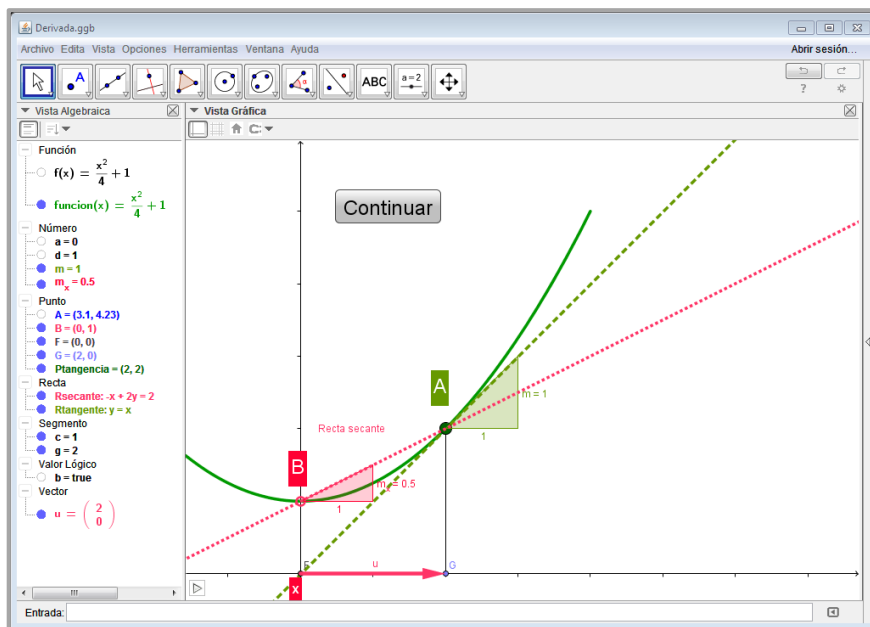 Derivada.ggb
Archivo Edita Vista Opciones Herramientas Ventana Ayuda
Abrir sesión...
A
α
ABC
a = 2
?
Vista Algebraica
Vista Gráfica
Función
f(x) = x²/4 + 1
funcion(x) = x²/4 + 1
Número
a = 0
d = 1
m = 1
mₓ = 0.5
Punto
A = (3.1, 4.23)
B = (0, 1)
F = (0, 0)
G = (2, 0)
Ptangencia = (2, 2)
Recta
Rsecante: -x + 2y = 2
Rtangente: y = x
Segmento
c = 1
g = 2
Valor Lógico
b = true
Vector
u = (2
0)
Continuar
A
m = 1
1
Recta secante
B
mₓ = 0.5
1
F
u
G
x
Entrada: